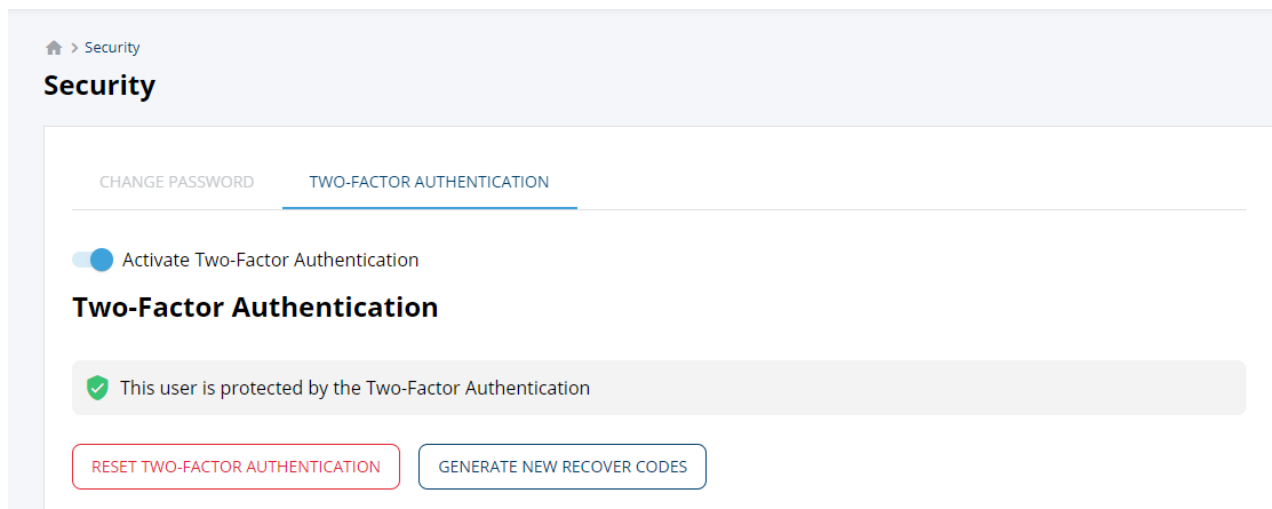 > Security
Security
CHANGE PASSWORD TWO-FACTOR AUTHENTICATION
Activate Two-Factor Authentication
Two-Factor Authentication
This user is protected by the Two-Factor Authentication
RESET TWO-FACTOR AUTHENTICATION GENERATE NEW RECOVER CODES